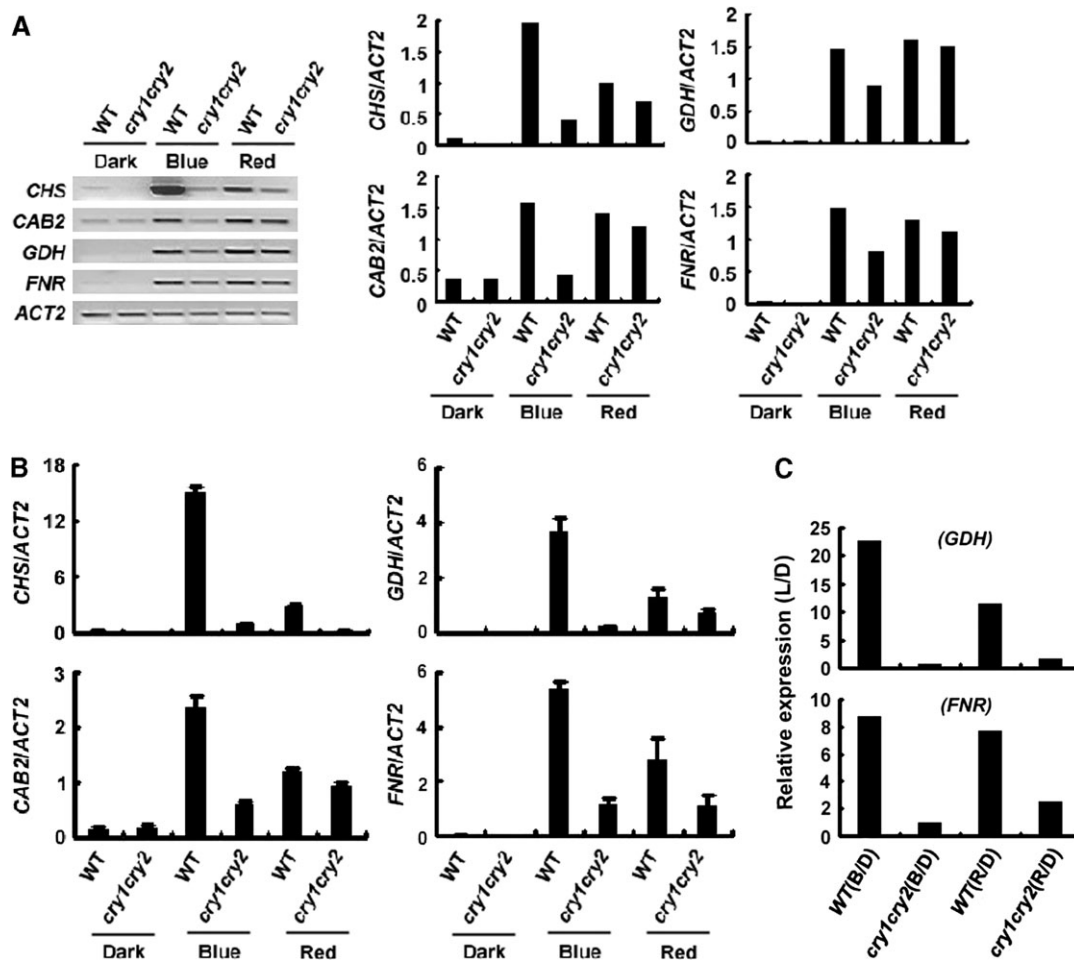 A
WT cry1cry2 WT cry1cry2 WT cry1cry2
Dark Blue Red
CHS
CAB2
GDH
FNR
ACT2
CHS/ACT2
2
1.5
1
0.5
0
GDH/ACT2
2
1.5
1
0.5
0
CAB2/ACT2
2
1.5
1
0.5
0
FNR/ACT2
2
1.5
1
0.5
0
WT cry1cry2 WT cry1cry2 WT cry1cry2
Dark Blue Red
WT cry1cry2 WT cry1cry2 WT cry1cry2
Dark Blue Red
B
CHS/ACT2
18
12
6
0
GDH/ACT2
6
4
2
0
CAB2/ACT2
3
2
1
0
FNR/ACT2
6
4
2
0
WT cry1cry2 WT cry1cry2 WT cry1cry2
Dark Blue Red
WT cry1cry2 WT cry1cry2 WT cry1cry2
Dark Blue Red
C
Relative expression (L/D)
(GDH)
25
20
15
10
5
0
(FNR)
10
8
6
4
2
0
WT(B/D) cry1cry2(B/D) WT(R/D) cry1cry2(R/D)